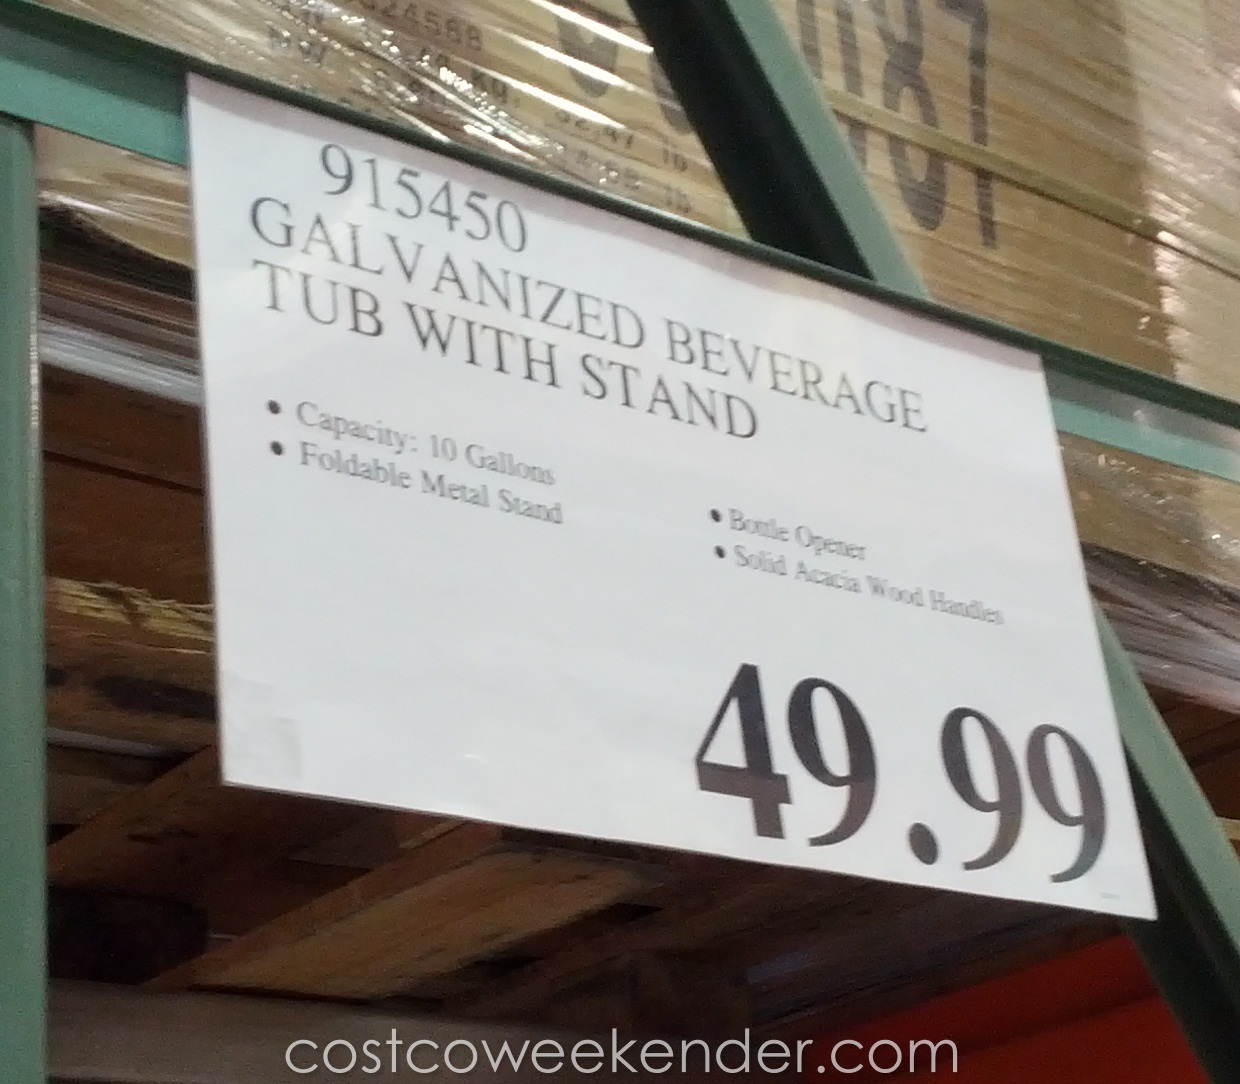 915450
GALVANIZED BEVERAGE
TUB WITH STAND
• Capacity: 10 Gallons
• Foldable Metal Stand
• Bottle Opener
• Solid Acacia Wood Handles
49.99
costcoweekender.com